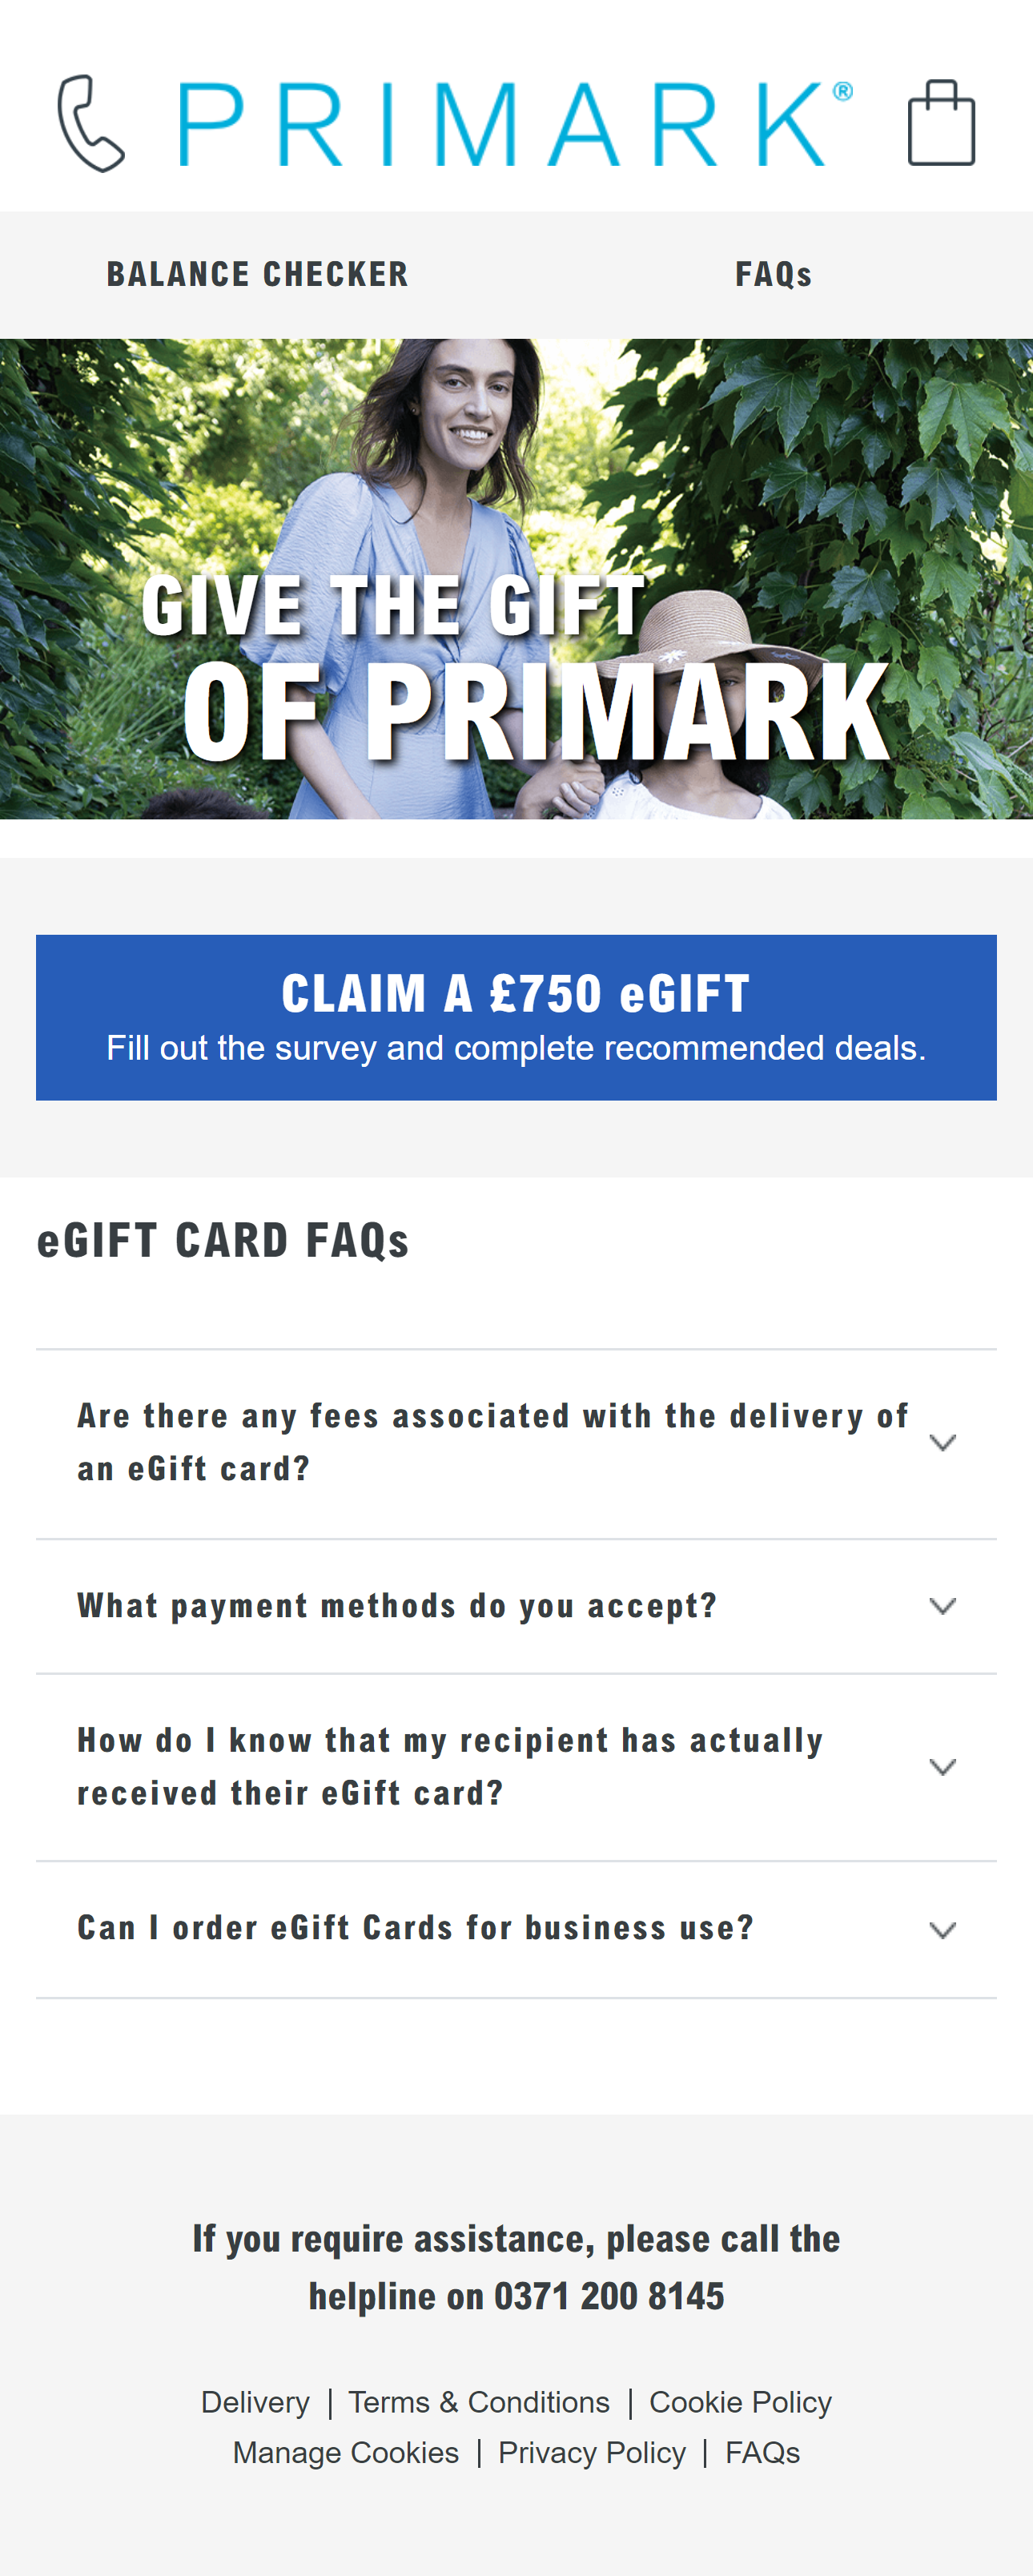 PRIMARK®
BALANCE CHECKER
FAQs
GIVE THE GIFT
OF PRIMARK
CLAIM A £750 eGIFT
Fill out the survey and complete recommended deals.
eGIFT CARD FAQs
Are there any fees associated with the delivery of
an eGift card?
What payment methods do you accept?
How do I know that my recipient has actually
received their eGift card?
Can I order eGift Cards for business use?
If you require assistance, please call the
helpline on 0371 200 8145
Delivery | Terms & Conditions | Cookie Policy
Manage Cookies | Privacy Policy | FAQs